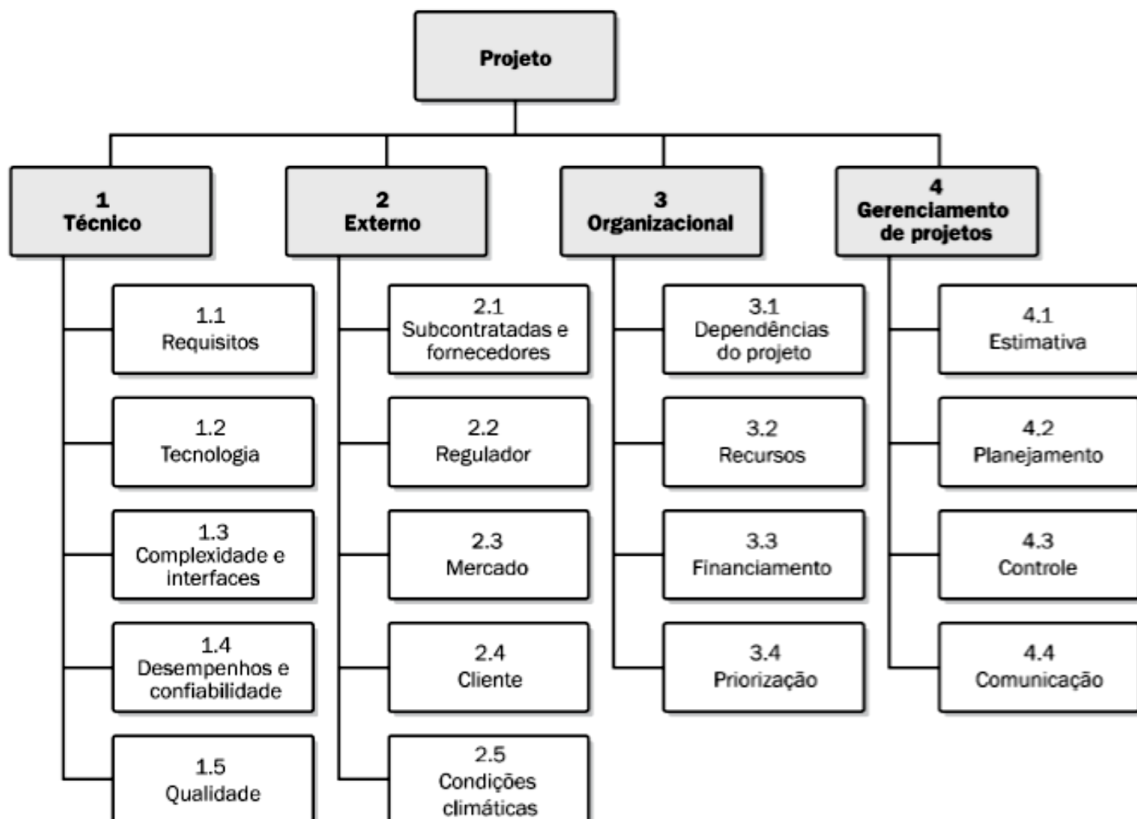 Projeto
1
Técnico
2
Externo
3
Organizacional
4
Gerenciamento
de projetos
1.1
Requisitos
2.1
Subcontratadas e
fornecedores
3.1
Dependências
do projeto
4.1
Estimativa
1.2
Tecnologia
2.2
Regulador
3.2
Recursos
4.2
Planejamento
1.3
Complexidade e
interfaces
2.3
Mercado
3.3
Financiamento
4.3
Controle
1.4
Desempenhos e
confiabilidade
2.4
Cliente
3.4
Priorização
4.4
Comunicação
1.5
Qualidade
2.5
Condições
climáticas